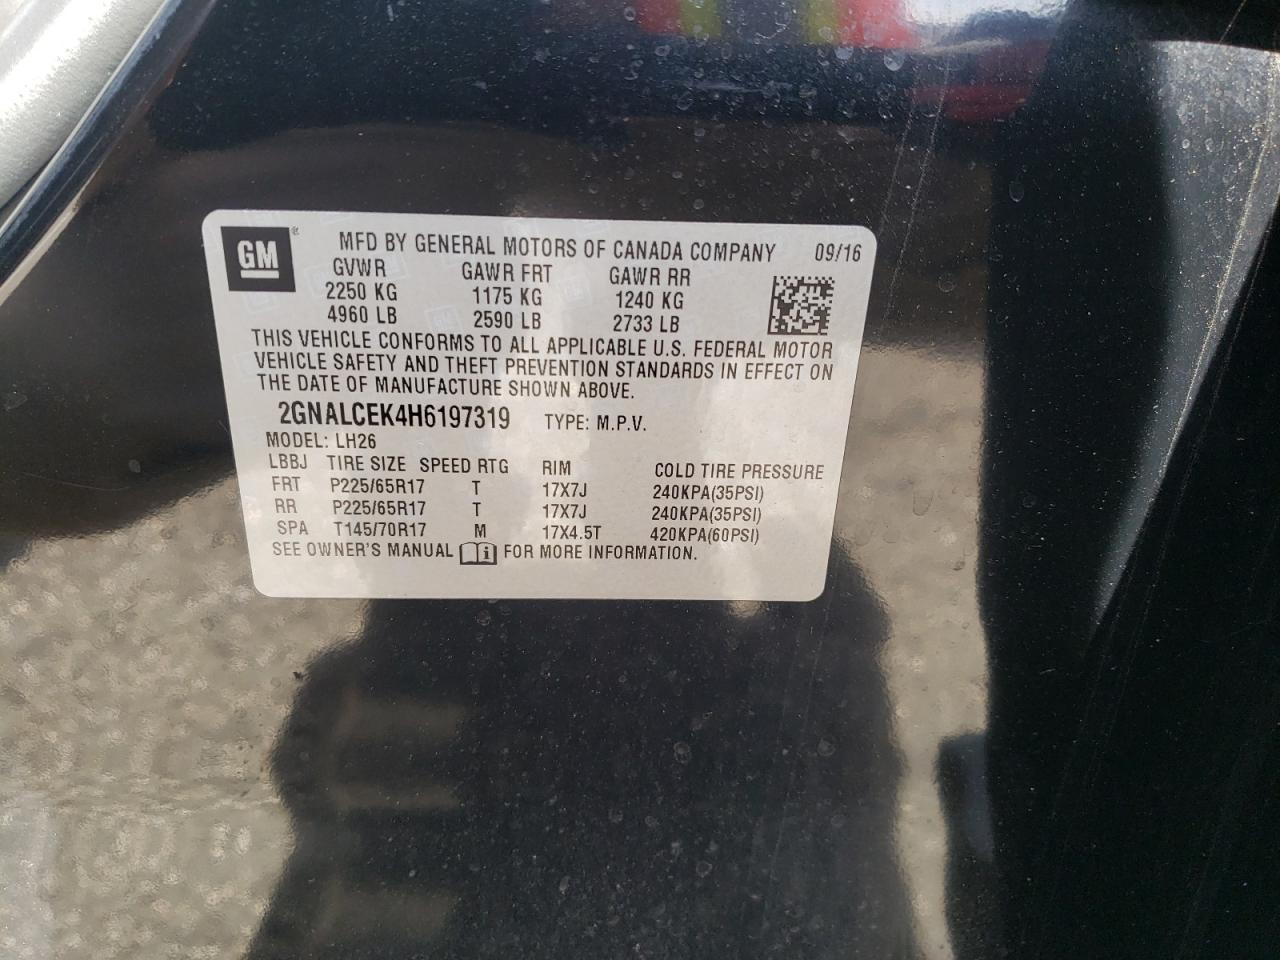 GM ® MFD BY GENERAL MOTORS OF CANADA COMPANY 09/16
GVWR GAWR FRT GAWR RR
2250 KG 1175 KG 1240 KG
4960 LB 2590 LB 2733 LB
THIS VEHICLE CONFORMS TO ALL APPLICABLE U.S. FEDERAL MOTOR
VEHICLE SAFETY AND THEFT PREVENTION STANDARDS IN EFFECT ON
THE DATE OF MANUFACTURE SHOWN ABOVE.
2GNALCEK4H6197319 TYPE: M.P.V.
MODEL: LH26
LBBJ TIRE SIZE SPEED RTG RIM COLD TIRE PRESSURE
FRT P225/65R17 T 17X7J 240KPA(35PSI)
RR P225/65R17 T 17X7J 240KPA(35PSI)
SPA T145/70R17 M 17X4.5T 420KPA(60PSI)
SEE OWNER'S MANUAL i FOR MORE INFORMATION.